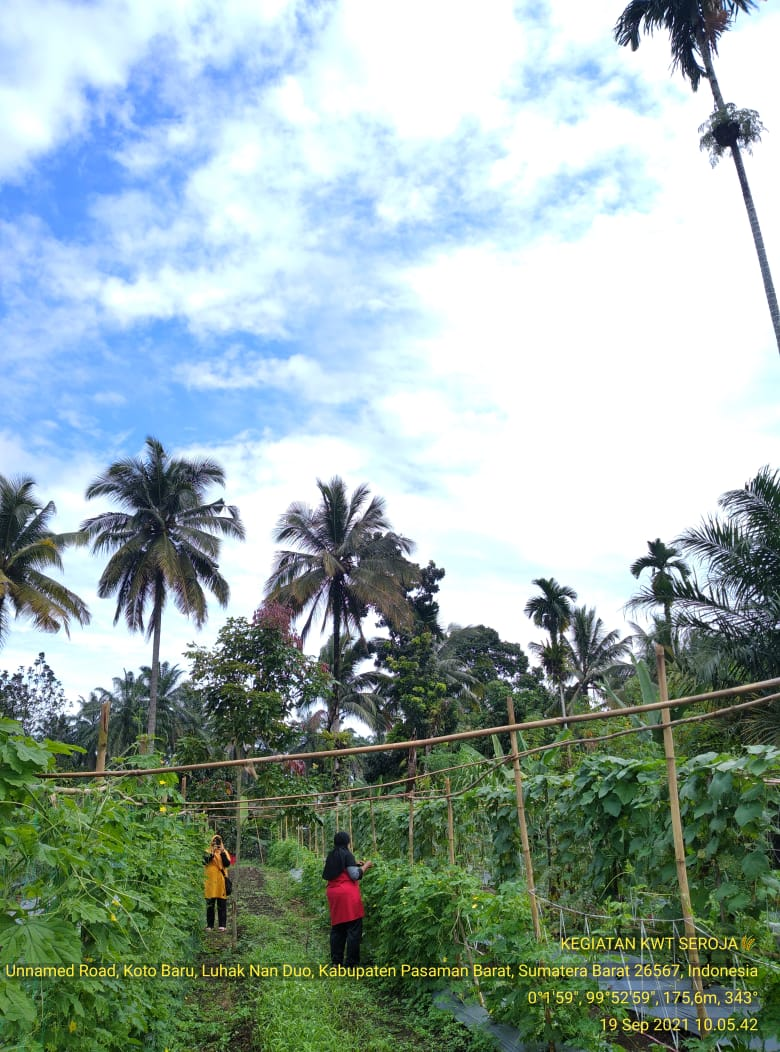 KEGIATAN KWT SEROJA🌾
Unnamed Road, Koto Baru, Luhak Nan Duo, Kabupaten Pasaman Barat, Sumatera Barat 26567, Indonesia
0°1'59", 99°52'59", 175,6m, 343°
19 Sep 2021 10.05.42